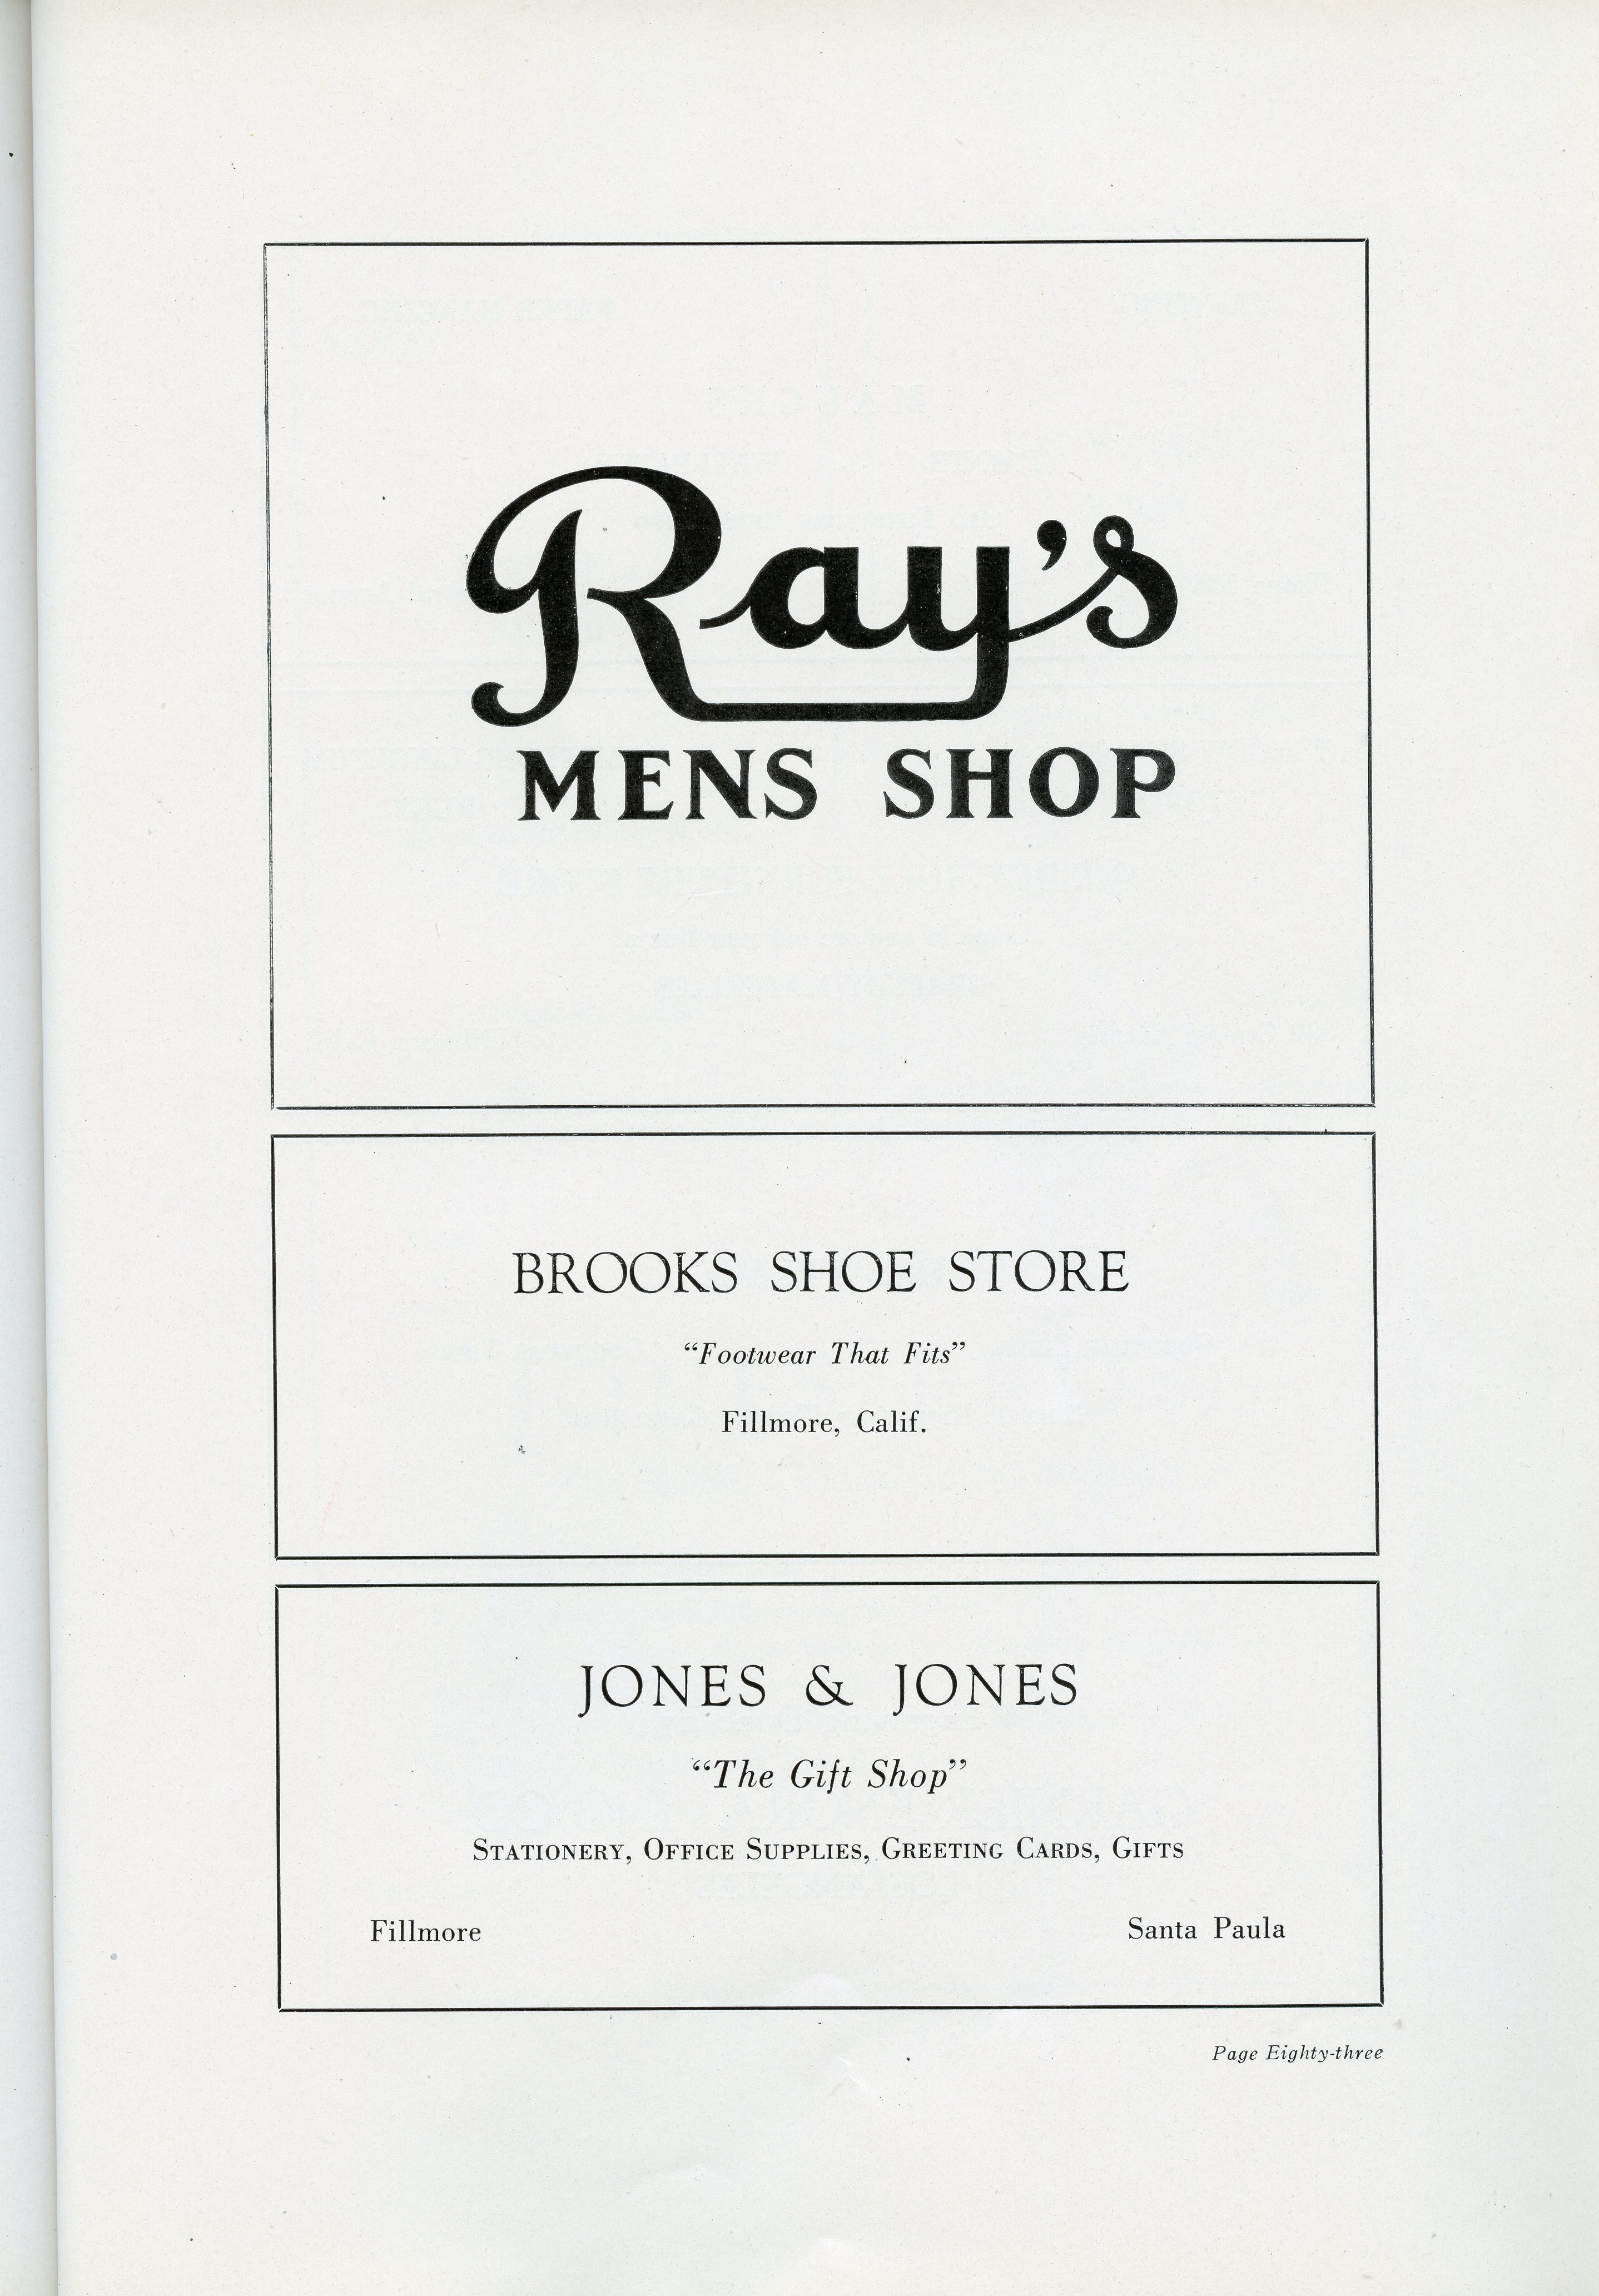 Ray's
MENS SHOP
BROOKS SHOE STORE
“Footwear That Fits”
Fillmore, Calif.
JONES & JONES
“The Gift Shop”
Stationery, Office Supplies, Greeting Cards, Gifts
Fillmore Santa Paula
Page Eighty-three